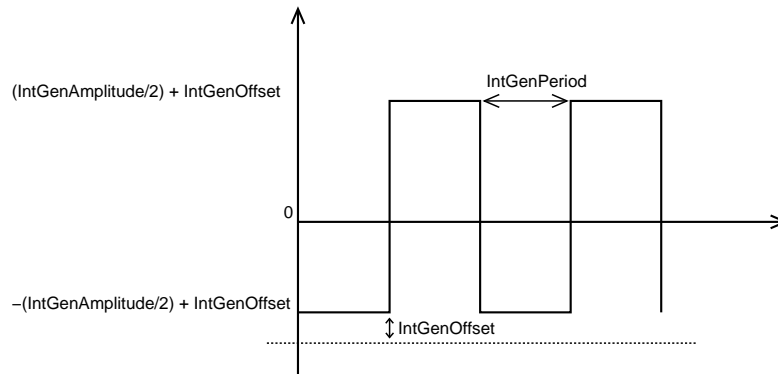 IntGenPeriod
(IntGenAmplitude/2) + IntGenOffset
0
−(IntGenAmplitude/2) + IntGenOffset
IntGenOffset